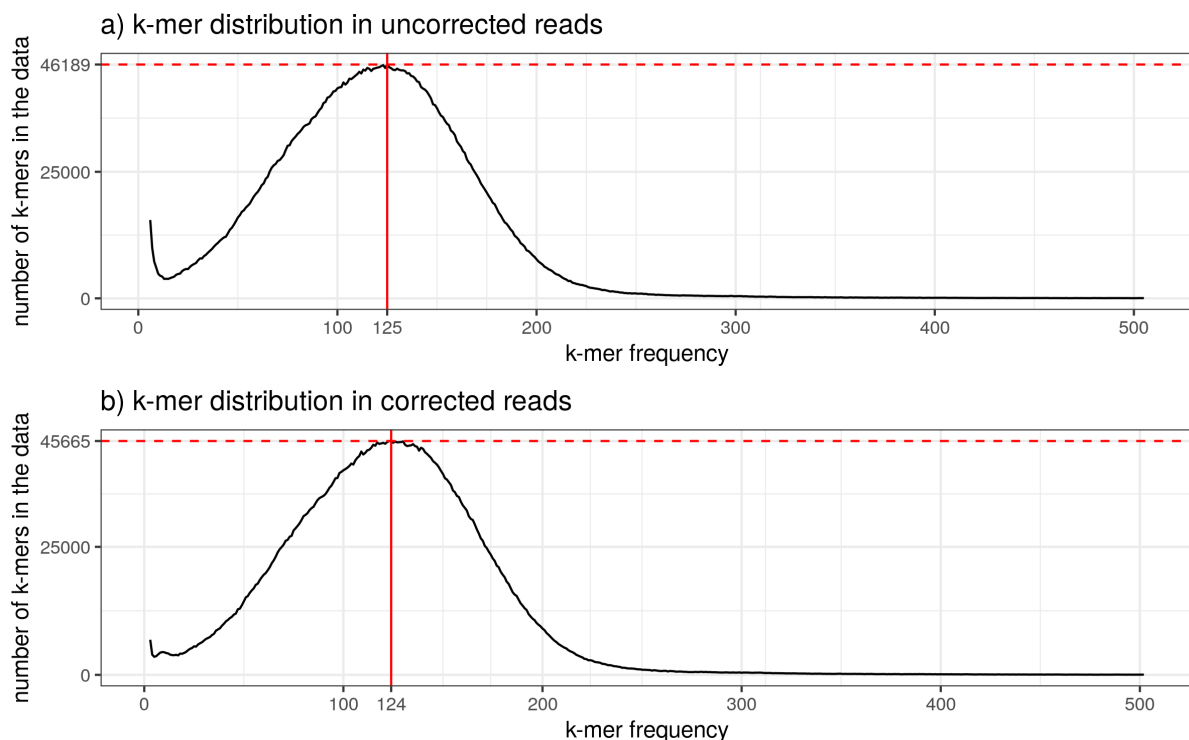 a) k-mer distribution in uncorrected reads
number of k-mers in the data
46189
25000
0
0 100 125 200 300 400 500
k-mer frequency
b) k-mer distribution in corrected reads
number of k-mers in the data
45665
25000
0
0 100 124 200 300 400 500
k-mer frequency